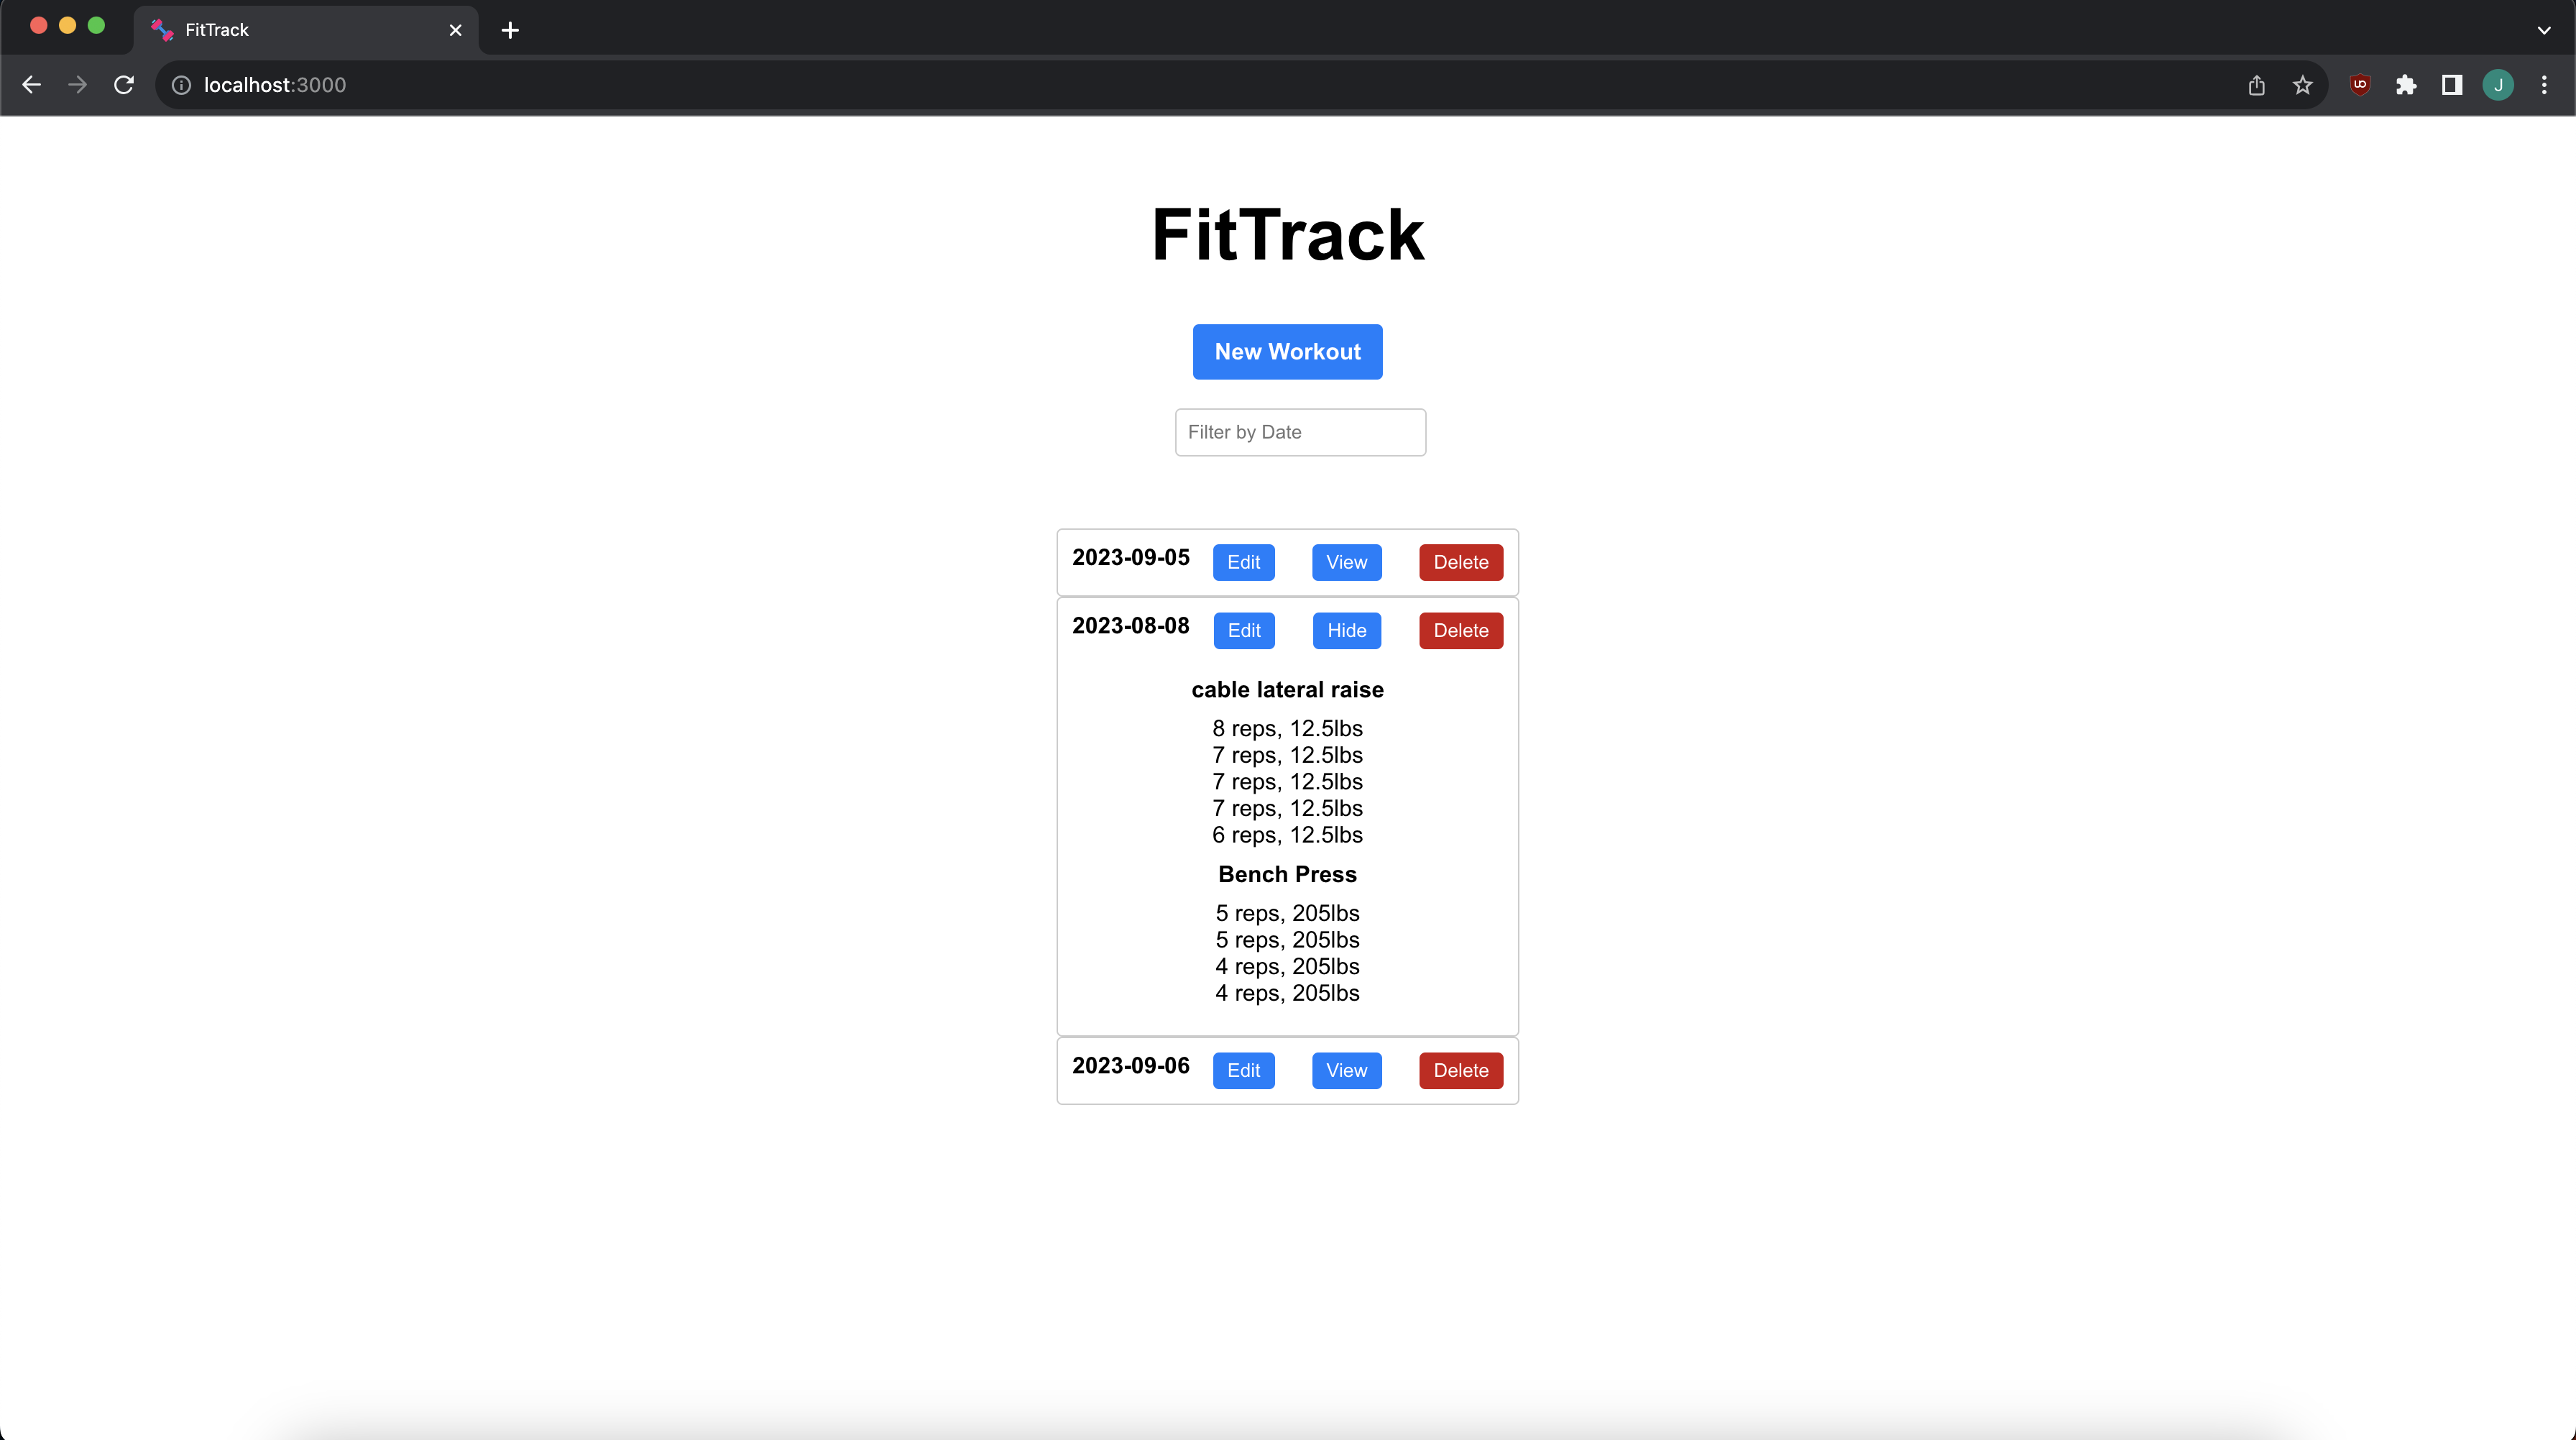 FitTrack
localhost:3000
J
FitTrack
New Workout
Filter by Date
2023-09-05 Edit View Delete
2023-08-08 Edit Hide Delete
cable lateral raise
8 reps, 12.5lbs
7 reps, 12.5lbs
7 reps, 12.5lbs
7 reps, 12.5lbs
6 reps, 12.5lbs
Bench Press
5 reps, 205lbs
5 reps, 205lbs
4 reps, 205lbs
4 reps, 205lbs
2023-09-06 Edit View Delete